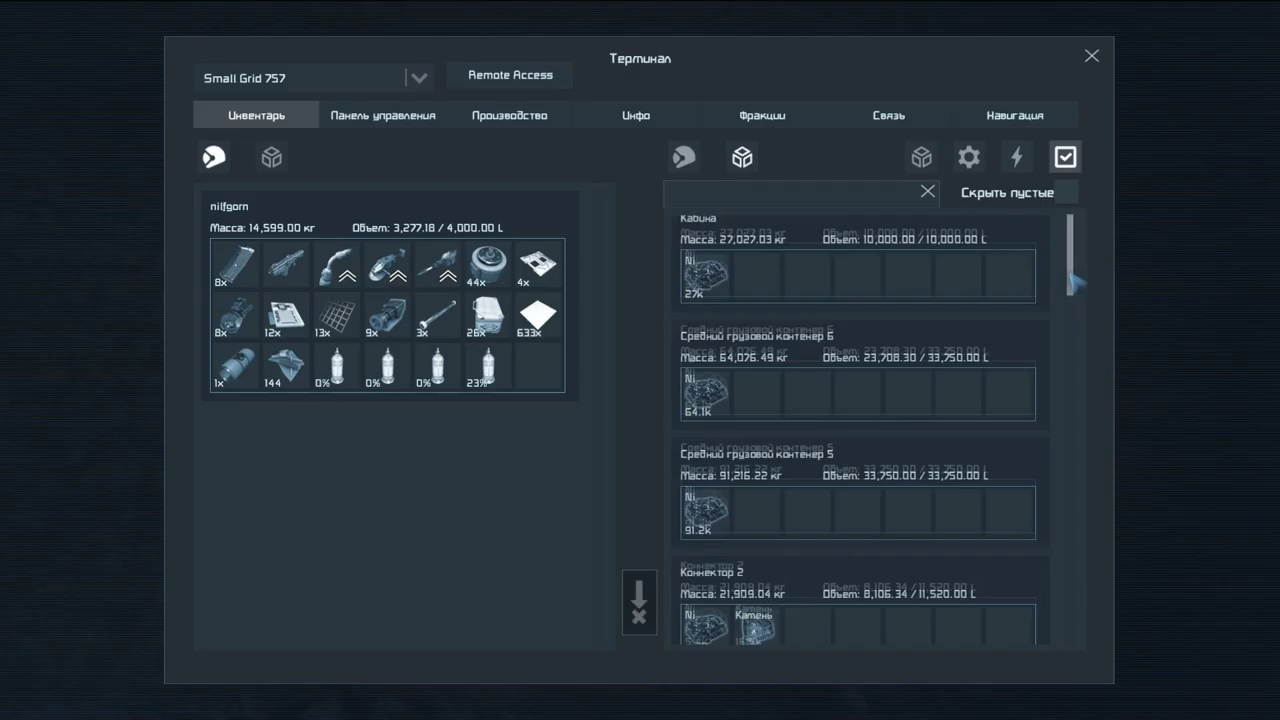 Терминал
Small Grid 757
Remote Access
Инвентарь
Панель управления
Производство
Инфо
Фракции
Связь
Навигация
Скрыть пустые
nilfgorn
Масса: 14,599.00 кг Объем: 3,277.18 / 4,000.00 L
8x
44x
4x
8x
12x
13x
9x
3x
26x
633x
1x
144
0%
0%
0%
23%
Кабина
Масса: 27,027.03 кг Объем: 10,000.00 / 10,000.00 L
Ni
27k
Средний грузовой контенер 6
Масса: 64,076.49 кг Объем: 23,708.30 / 33,750.00 L
Ni
64.1k
Средний грузовой контенер 5
Масса: 91,216.22 кг Объем: 33,750.00 / 33,750.00 L
Ni
91.2k
Коннектор 2
Масса: 21,909.04 кг Объем: 8,106.34 / 11,520.00 L
Ni
Камень